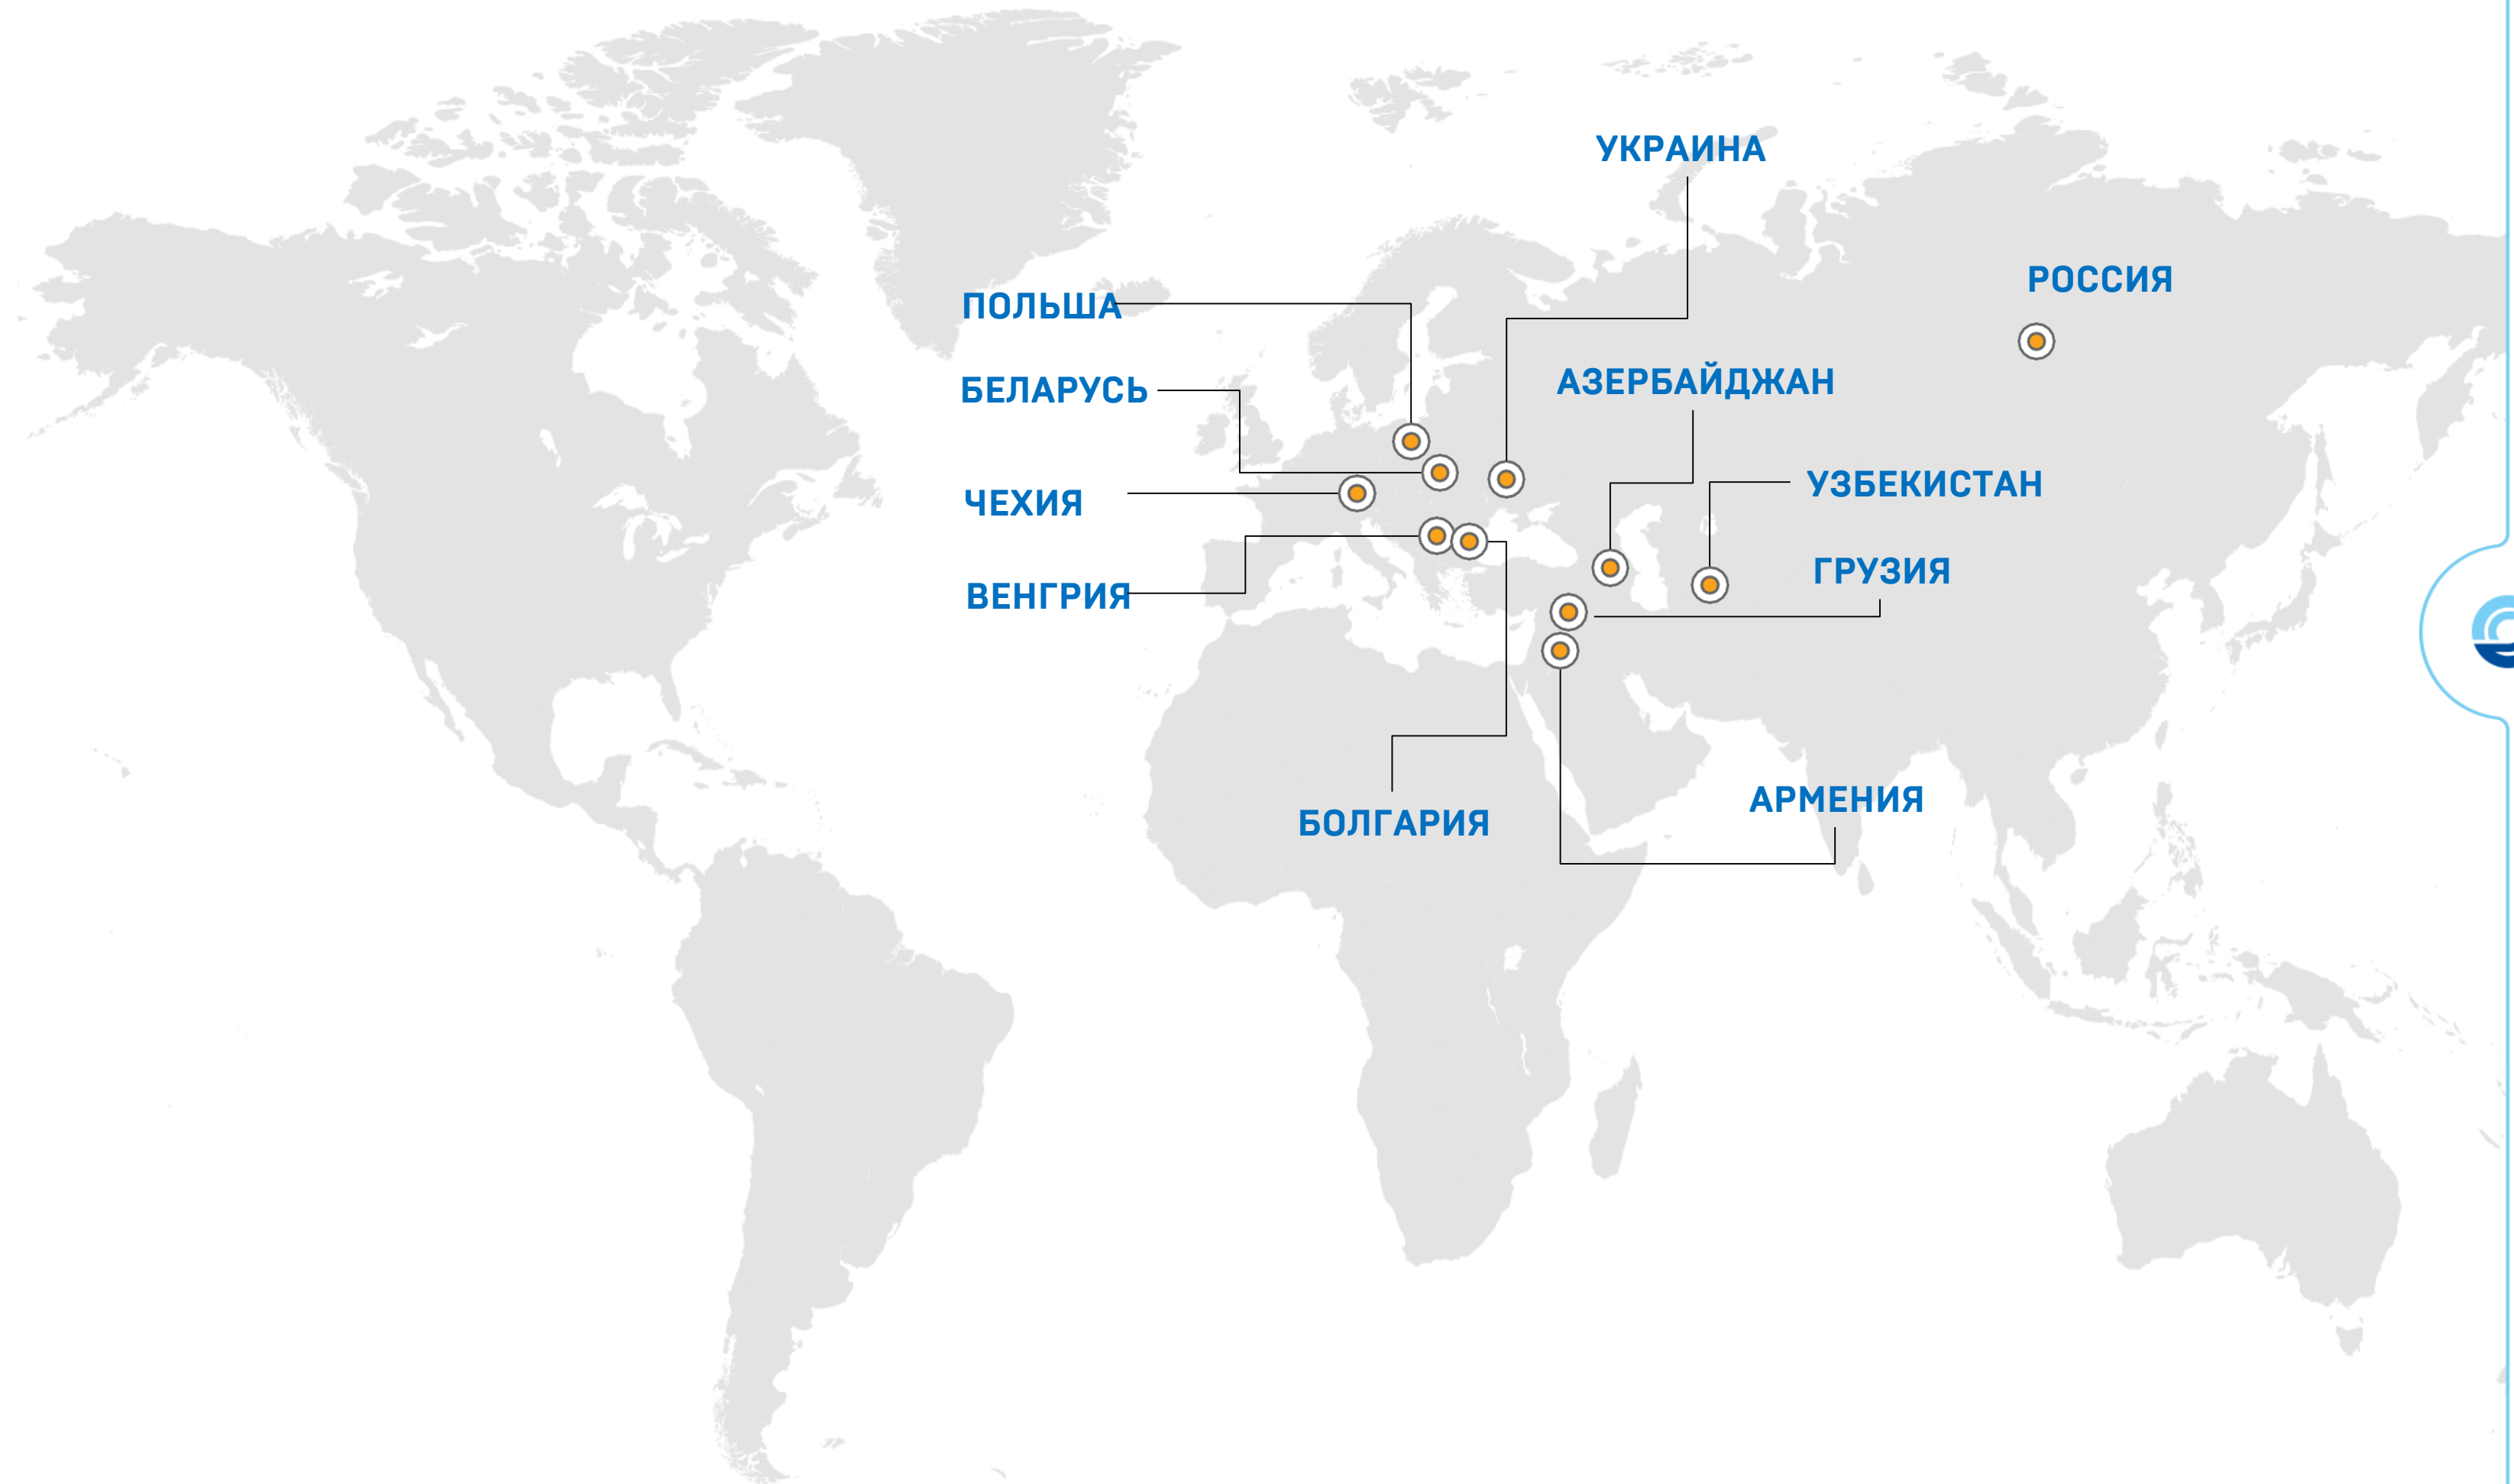 УКРАИНА
РОССИЯ
ПОЛЬША
АЗЕРБАЙДЖАН
БЕЛАРУСЬ
УЗБЕКИСТАН
ЧЕХИЯ
ГРУЗИЯ
ВЕНГРИЯ
АРМЕНИЯ
БОЛГАРИЯ